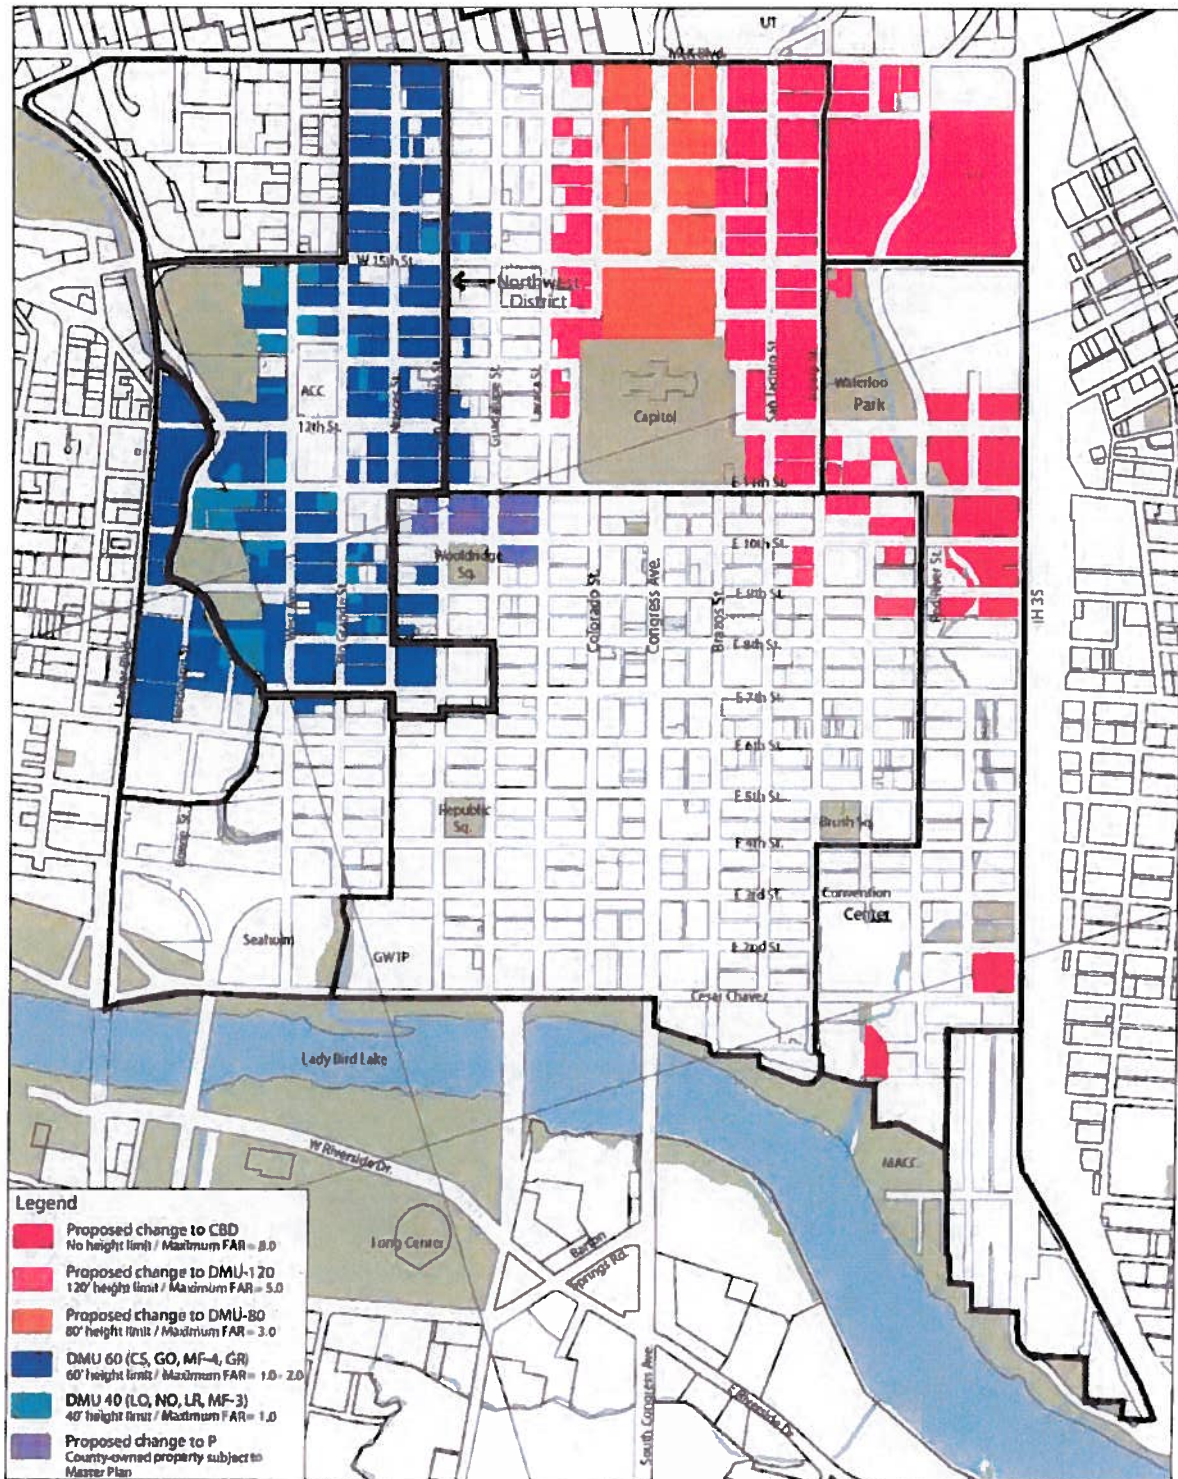 UT
MLK Blvd.
W 15th St.
Northwest
District
ACC
12th St.
Nueces St.
Guadalupe St.
Lavaca St.
Capitol
San Jacinto St.
Waterloo
Park
E 11th St.
Wooldridge
Sq.
E 10th St.
Colorado St.
Congress Ave.
Brazos St.
E 9th St.
Red River St.
IH 35
West Ave.
Rio Grande St.
E 8th St.
E 7th St.
E 6th St.
E 5th St.
Republic
Sq.
Brush Sq.
E 4th St.
E 3rd St.
Convention
Center
Seaholm
GWTP
E 2nd St.
Cesar Chavez
Lady Bird Lake
W Riverside Dr.
MACC
Long Center
Barton
Springs Rd.
South Congress Ave.
E Riverside Dr.
Legend
Proposed change to CBD
No height limit / Maximum FAR = 8.0
Proposed change to DMU-120
120' height limit / Maximum FAR = 5.0
Proposed change to DMU-80
80' height limit / Maximum FAR = 3.0
DMU 60 (CS, GO, MF-4, GR)
60' height limit / Maximum FAR = 1.0 - 2.0
DMU 40 (LO, NO, LR, MF-3)
40' height limit / Maximum FAR = 1.0
Proposed change to P
County-owned property subject to
Master Plan